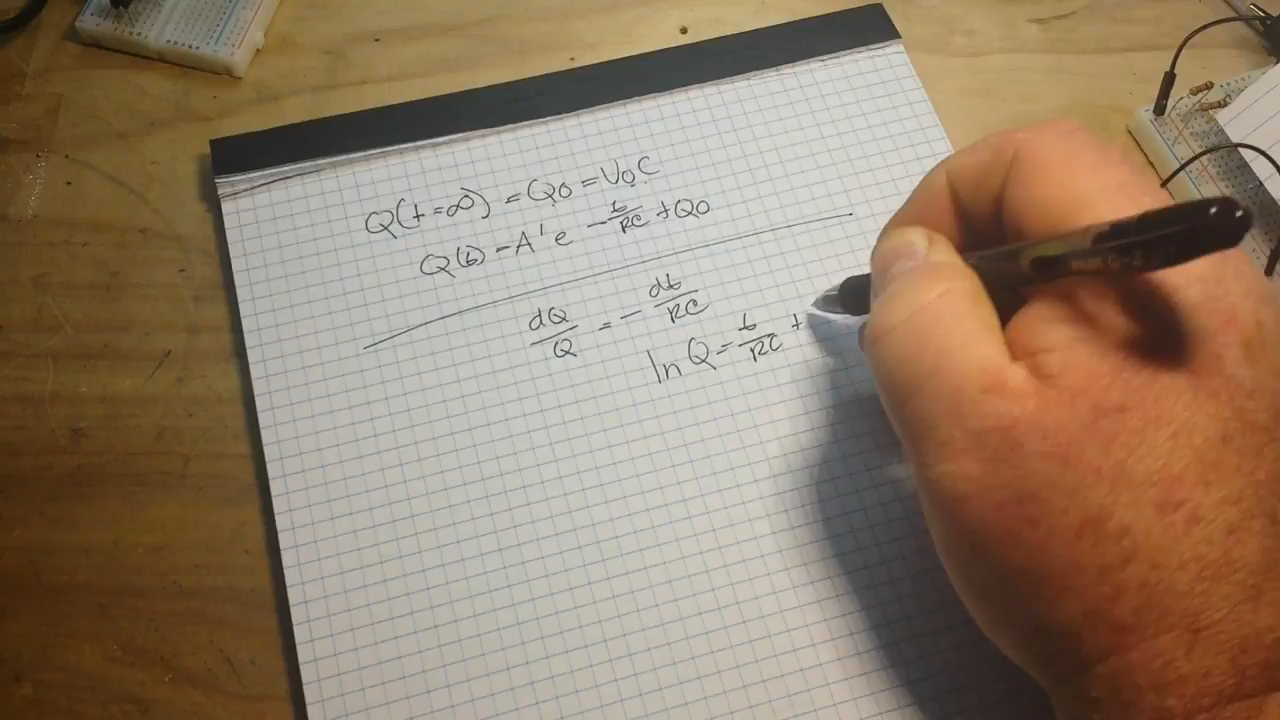 Q(t=∞) = Q0 = V0C
Q(t) = A'e -t/RC + Q0
dQ/Q = - dt/RC
ln Q = t/RC +